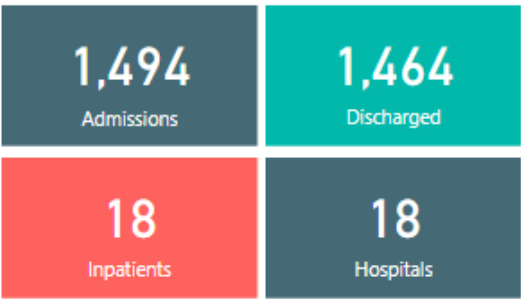 1,494
Admissions
1,464
Discharged
18
Inpatients
18
Hospitals